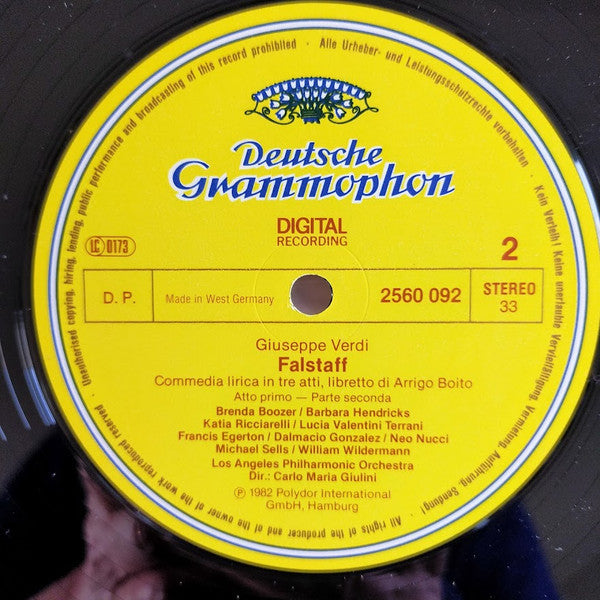 Unauthorised copying, hiring, lending, public performance and broadcasting of this record prohibited · Alle Urheber- und Leistungsschutzrechte vorbehalten · Kein Verleih! Keine unerlaubte Vervielfältigung, Vermietung, Aufführung, Sendung! · All rights of the producer and of the owner of the work reproduced reserved ·
Deutsche
Grammophon
DIGITAL
RECORDING
LC 0173
2
D. P.
Made in West Germany
2560 092
STEREO
33
Giuseppe Verdi
Falstaff
Commedia lirica in tre atti, libretto di Arrigo Boito
Atto primo — Parte seconda
Brenda Boozer / Barbara Hendricks
Katia Ricciarelli / Lucia Valentini Terrani
Francis Egerton / Dalmacio Gonzalez / Neo Nucci
Michael Sells / William Wildermann
Los Angeles Philharmonic Orchestra
Dir.: Carlo Maria Giulini
Ⓟ 1982 Polydor International
GmbH, Hamburg